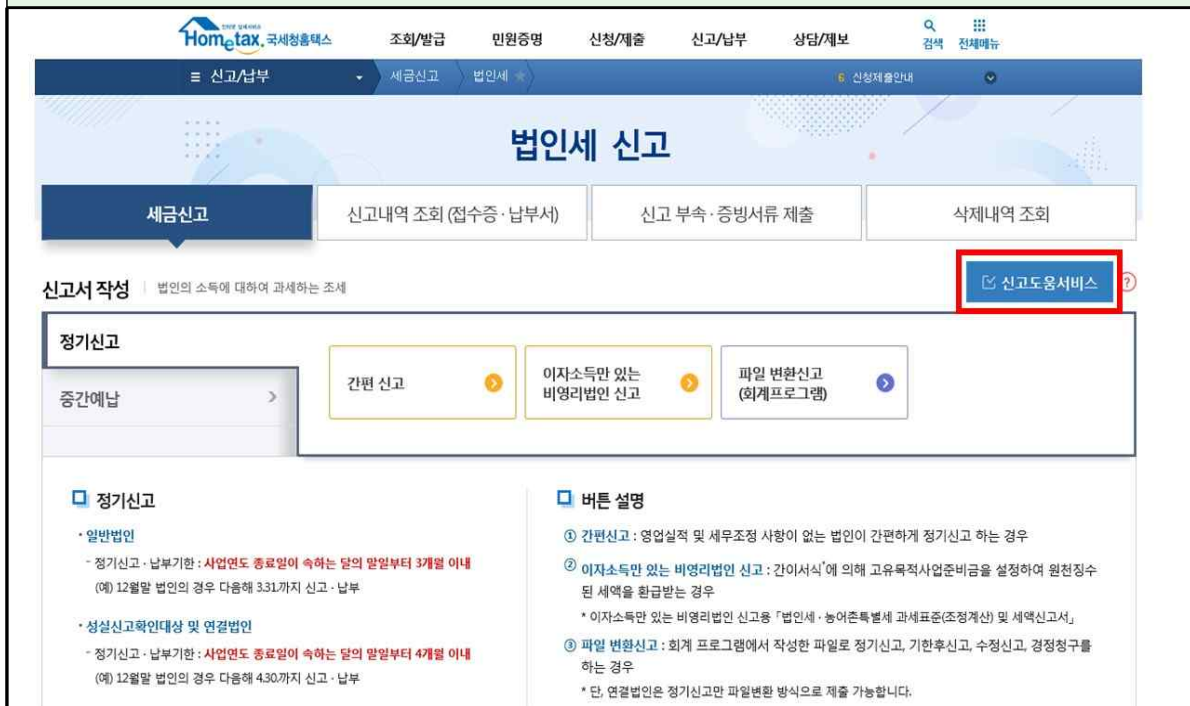 Hometax. 국세청홈택스
조회/발급 민원증명 신청/제출 신고/납부 상담/제보 검색 전체메뉴
신고/납부 세금신고 법인세 6 신청제출안내
법인세 신고
세금신고 신고내역 조회 (접수증 · 납부서) 신고 부속 · 증빙서류 제출 삭제내역 조회
신고서 작성 법인의 소득에 대하여 과세하는 조세 신고도움서비스 ?
정기신고
중간예납
간편 신고
이자소득만 있는
비영리법인 신고
파일 변환신고
(회계프로그램)
정기신고
· 일반법인
- 정기신고 · 납부기한 : 사업연도 종료일이 속하는 달의 말일부터 3개월 이내
(예) 12월말 법인의 경우 다음해 3.31.까지 신고 · 납부
· 성실신고확인대상 및 연결법인
- 정기신고 · 납부기한 : 사업연도 종료일이 속하는 달의 말일부터 4개월 이내
(예) 12월말 법인의 경우 다음해 4.30.까지 신고 · 납부
버튼 설명
① 간편신고 : 영업실적 및 세무조정 사항이 없는 법인이 간편하게 정기신고 하는 경우
② 이자소득만 있는 비영리법인 신고 : 간이서식*에 의해 고유목적사업준비금을 설정하여 원천징수
된 세액을 환급받는 경우
* 이자소득만 있는 비영리법인 신고용 「법인세 · 농어촌특별세 과세표준(조정계산) 및 세액신고서」
③ 파일 변환신고 : 회계 프로그램에서 작성한 파일로 정기신고, 기한후신고, 수정신고, 경정청구를
하는 경우
* 단, 연결법인은 정기신고만 파일변환 방식으로 제출 가능합니다.